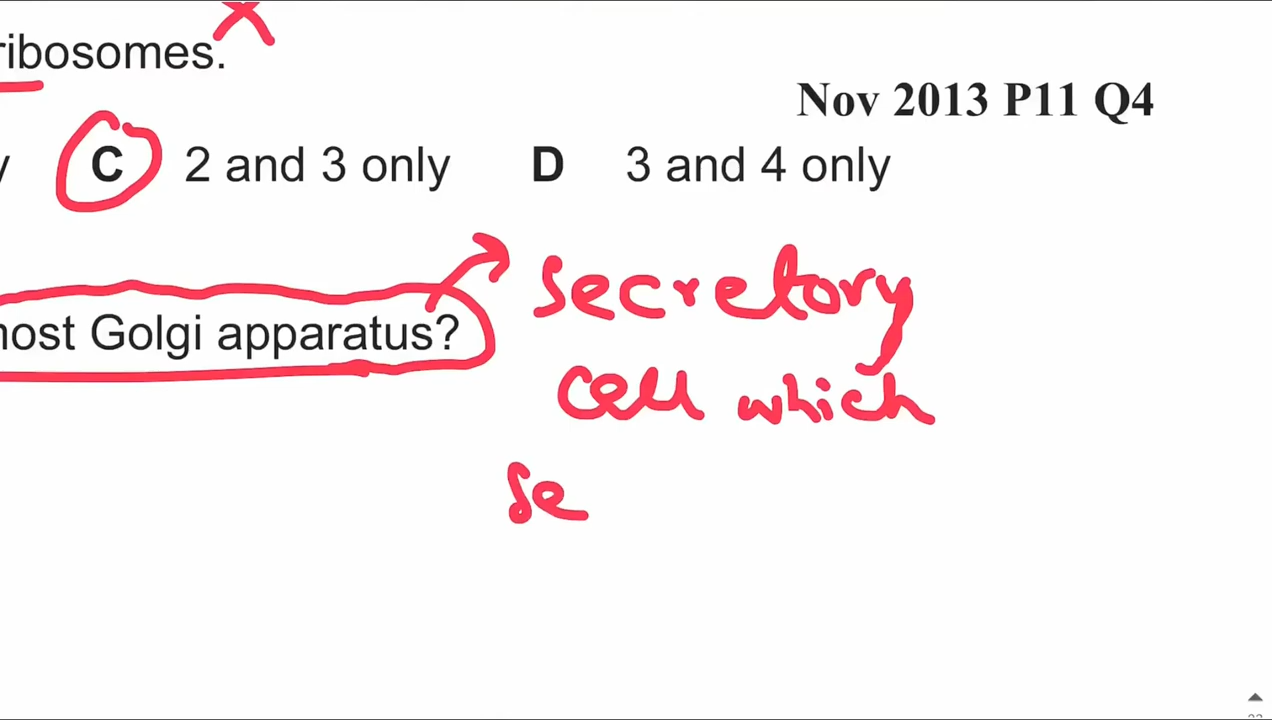 ribosomes.
Nov 2013 P11 Q4
C 2 and 3 only D 3 and 4 only
Secretory
most Golgi apparatus?
cell which
se